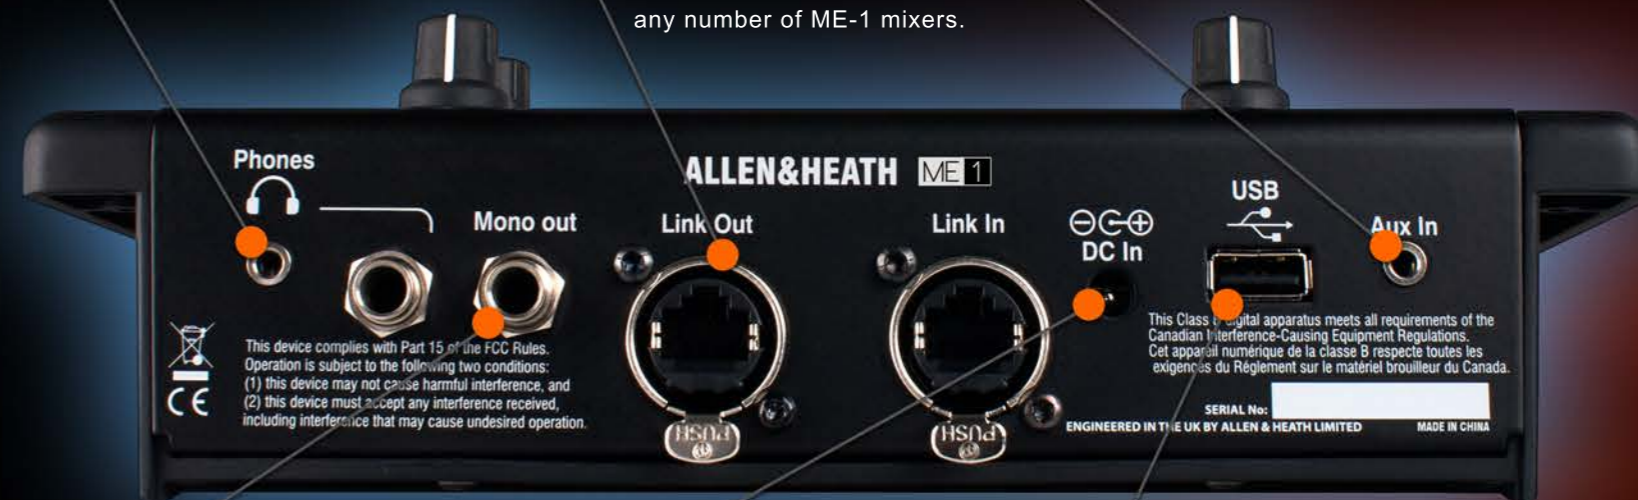 any number of ME-1 mixers.
ALLEN&HEATH ME 1
Phones
Mono out
Link Out
Link In
DC In
USB
Aux In
This device complies with Part 15 of the FCC Rules.
Operation is subject to the following two conditions:
(1) this device may not cause harmful interference, and
(2) this device must accept any interference received,
including interference that may cause undesired operation.
CE
PUSH
PUSH
This Class B digital apparatus meets all requirements of the
Canadian Interference-Causing Equipment Regulations.
Cet appareil numérique de la classe B respecte toutes les
exigences du Règlement sur le matériel brouilleur du Canada.
SERIAL No:
ENGINEERED IN THE UK BY ALLEN & HEATH LIMITED
MADE IN CHINA